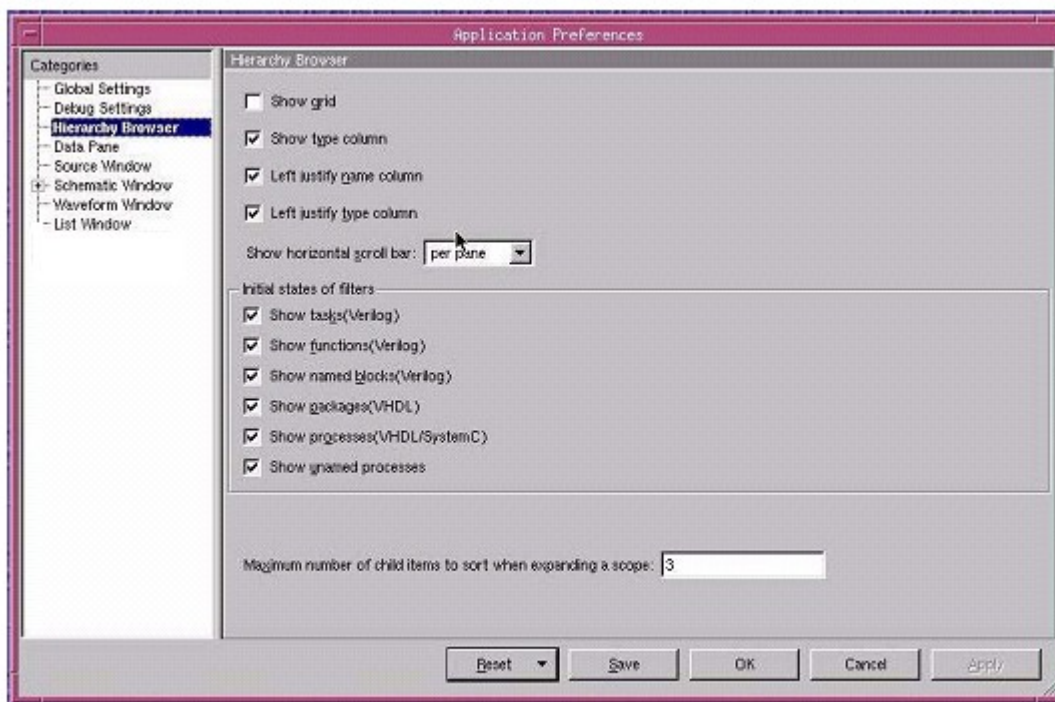 Application Preferences
Categories
Global Settings
Debug Settings
Hierarchy Browser
Data Pane
Source Window
Schematic Window
Waveform Window
List Window
Hierarchy Browser
Show grid
Show type column
Left justify name column
Left justify type column
Show horizontal scroll bar: per pane
Initial states of filters
Show tasks(Verilog)
Show functions(Verilog)
Show named blocks(Verilog)
Show packages(VHDL)
Show processes(VHDL/SystemC)
Show unamed processes
Maximum number of child items to sort when expanding a scope: 3
Reset Save OK Cancel Apply